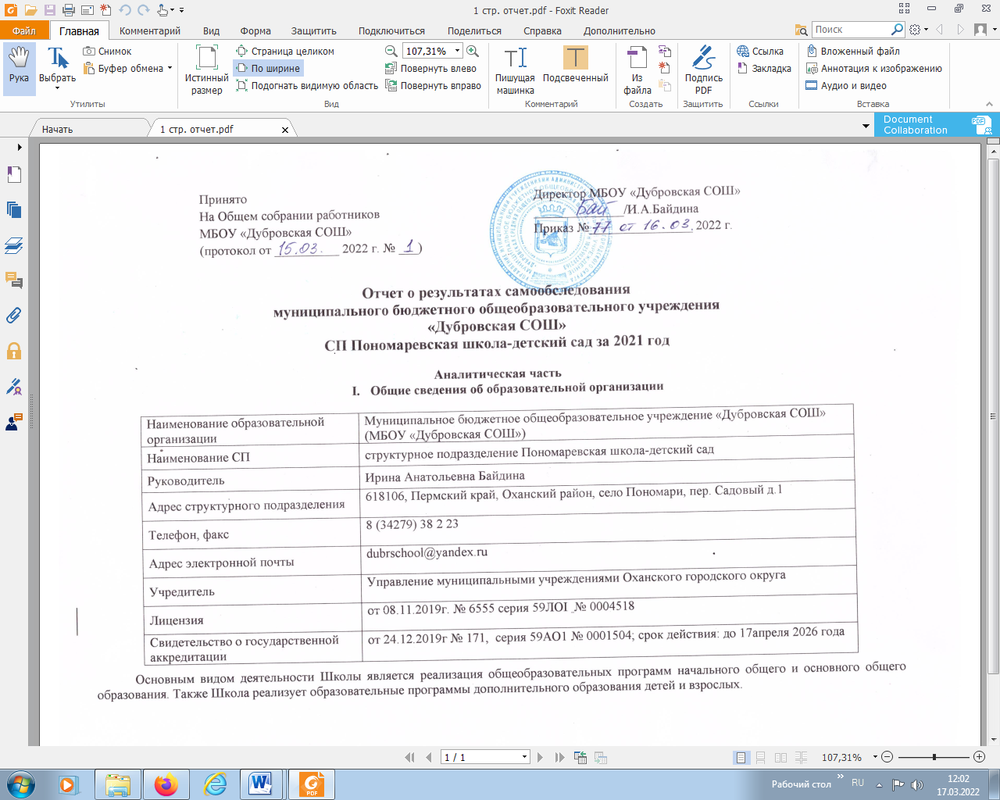 1 стр. отчет.pdf - Foxit Reader
Файл Главная Комментарий Вид Форма Защитить Подключиться Поделиться Справка Дополнительно Поиск
Рука
Выбрать
Снимок
Буфер обмена
Утилиты
Истинный размер
Страница целиком
По ширине
Подогнать видимую область
107,31%
Повернуть влево
Повернуть вправо
Вид
Пишущая машинка
Подсвеченный
Комментарий
Из файла
Создать
Подпись PDF
Защитить
Ссылка
Закладка
Ссылки
Вложенный файл
Аннотация к изображению
Аудио и видео
Вставка
Начать
1 стр. отчет.pdf
Document Collaboration
PDF
Принято
На Общем собрании работников
МБОУ «Дубровская СОШ»
(протокол от 15.03. 2022 г. № 1)
Директор МБОУ «Дубровская СОШ»
Бай /И.А.Байдина
Приказ № 77 от 16.03. 2022 г.
Отчет о результатах самообследования
муниципального бюджетного общеобразовательного учреждения
«Дубровская СОШ»
СП Пономаревская школа-детский сад за 2021 год
Аналитическая часть
I. Общие сведения об образовательной организации
Наименование образовательной организации
Муниципальное бюджетное общеобразовательное учреждение «Дубровская СОШ»
(МБОУ «Дубровская СОШ»)
Наименование СП
структурное подразделение Пономаревская школа-детский сад
Руководитель
Ирина Анатольевна Байдина
Адрес структурного подразделения
618106, Пермский край, Оханский район, село Пономари, пер. Садовый д.1
Телефон, факс
8 (34279) 38 2 23
Адрес электронной почты
dubrschool@yandex.ru
Учредитель
Управление муниципальными учреждениями Оханского городского округа
Лицензия
от 08.11.2019г. № 6555 серия 59ЛОI № 0004518
Свидетельство о государственной аккредитации
от 24.12.2019г № 171, серия 59АО1 № 0001504; срок действия: до 17апреля 2026 года
Основным видом деятельности Школы является реализация общеобразовательных программ начального общего и основного общего
образования. Также Школа реализует образовательные программы дополнительного образования детей и взрослых.
1 / 1
107,31%
Рабочий стол
RU
12:02
17.03.2022